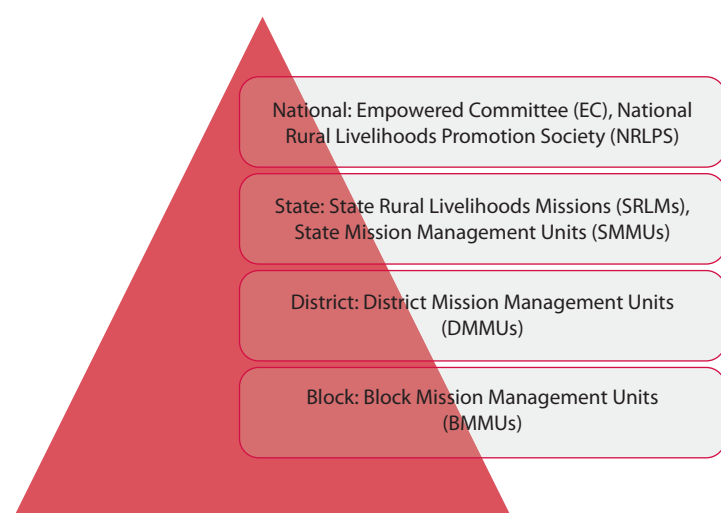 National: Empowered Committee (EC), National
Rural Livelihoods Promotion Society (NRLPS)
State: State Rural Livelihoods Missions (SRLMs),
State Mission Management Units (SMMUs)
District: District Mission Management Units
(DMMUs)
Block: Block Mission Management Units
(BMMUs)